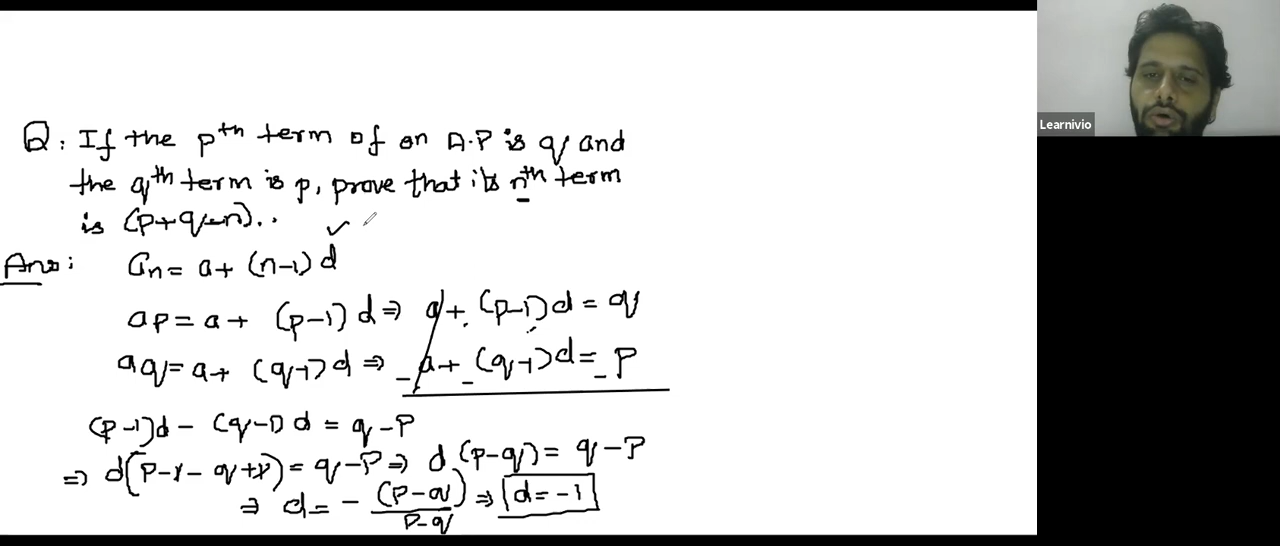 Q: If the pth term of an A.P is q and
the qth term is p, prove that its nth term
is (p+q-n)..
Ans: an = a + (n-1) d
ap = a + (p-1) d ⇒ a + (p-1) d = q
aq = a + (q-1) d ⇒ - a + - (q-1) d = - p
(p-1)d - (q-1) d = q - p
⇒ d(p-1-q+1) = q-p ⇒ d (p-q) = q-p
⇒ d = - (p-q)/p-q ⇒ d = -1
Learnivio